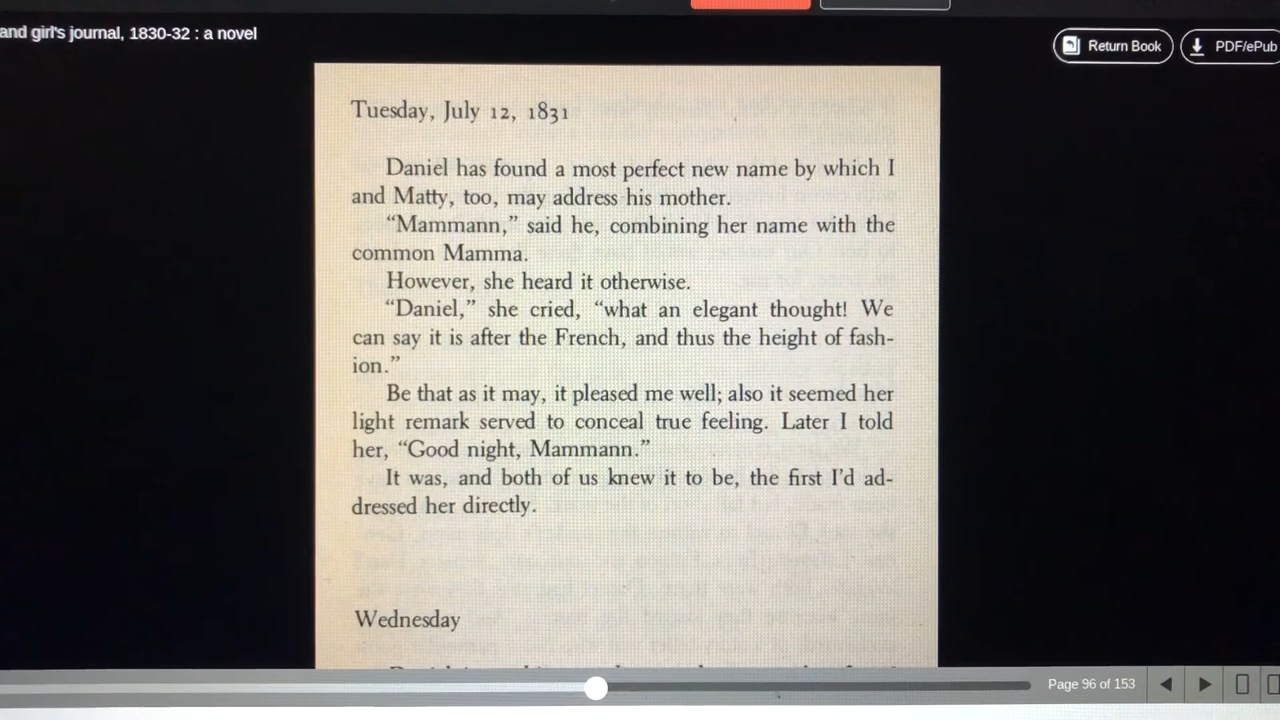 and girl's journal, 1830-32 : a novel
Return Book
PDF/ePub
Tuesday, July 12, 1831
Daniel has found a most perfect new name by which I
and Matty, too, may address his mother.
“Mammann,” said he, combining her name with the
common Mamma.
However, she heard it otherwise.
“Daniel,” she cried, “what an elegant thought! We
can say it is after the French, and thus the height of fash-
ion.”
Be that as it may, it pleased me well; also it seemed her
light remark served to conceal true feeling. Later I told
her, “Good night, Mammann.”
It was, and both of us knew it to be, the first I’d ad-
dressed her directly.
Wednesday
Page 96 of 153